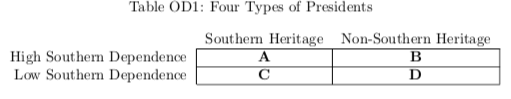 Table OD1: Four Types of Presidents
Southern Heritage Non-Southern Heritage
High Southern Dependence A B
Low Southern Dependence C D